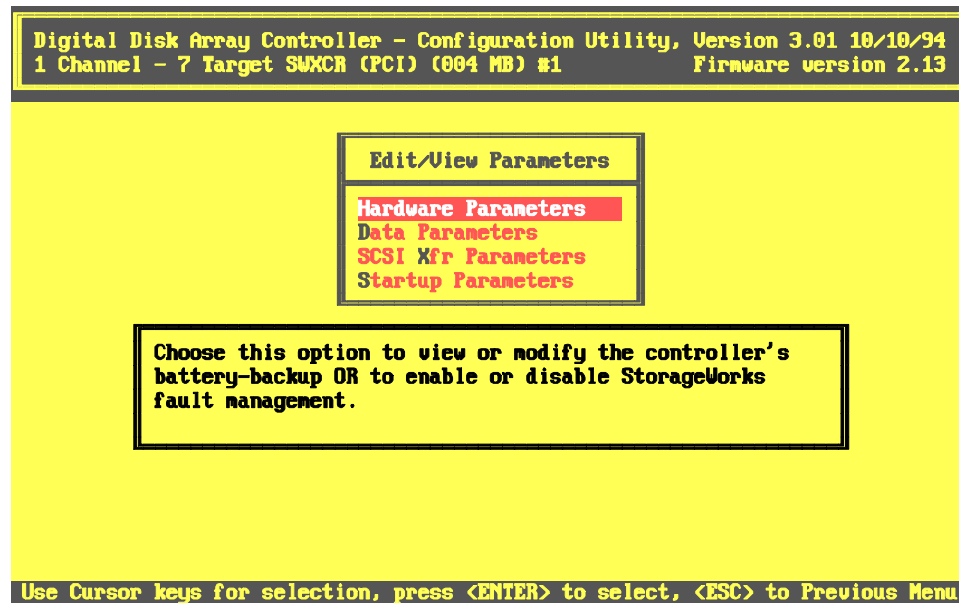 Digital Disk Array Controller – Configuration Utility, Version 3.01 10/10/94
1 Channel – 7 Target SWXCR (PCI) (004 MB) #1 Firmware version 2.13
Edit/View Parameters
Hardware Parameters
Data Parameters
SCSI Xfr Parameters
Startup Parameters
Choose this option to view or modify the controller's
battery-backup OR to enable or disable StorageWorks
fault management.
Use Cursor keys for selection, press <ENTER> to select, <ESC> to Previous Menu